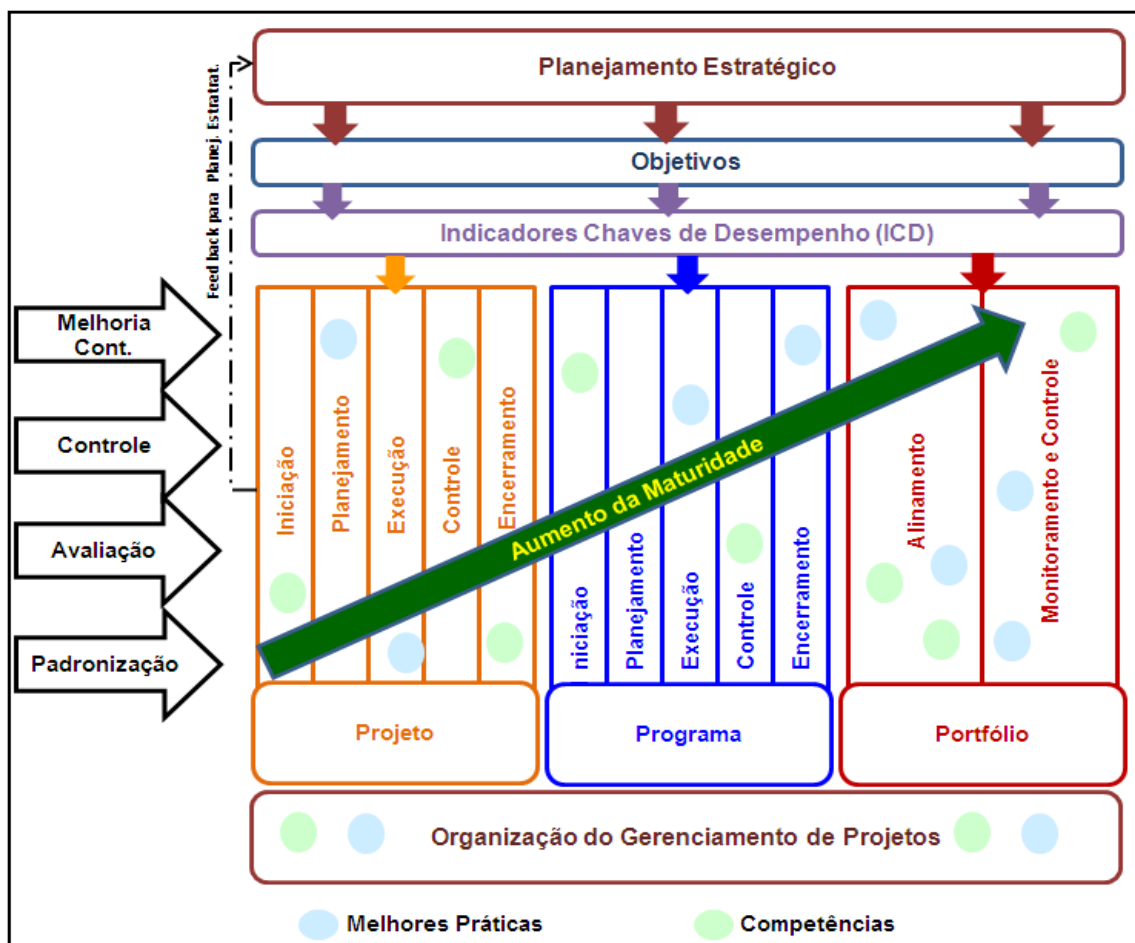 Planejamento Estratégico
Feed back para Planej. Estratrat.
Objetivos
Indicadores Chaves de Desempenho (ICD)
Melhoria
Cont.
Controle
Avaliação
Padronização
Iniciação
Planejamento
Execução
Controle
Encerramento
Aumento da Maturidade
niciação
Planejamento
Execução
Controle
Encerramento
Alinamento
Monitoramento e Controle
Projeto
Programa
Portfólio
Organização do Gerenciamento de Projetos
Melhores Práticas
Competências